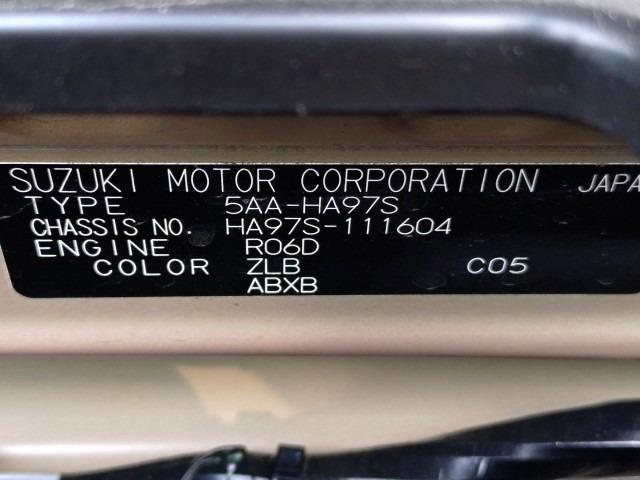 SUZUKI MOTOR CORPORATION JAPA
TYPE 5AA-HA97S
CHASSIS NO. HA97S-111604
ENGINE R06D
COLOR ZLB C05
ABXB